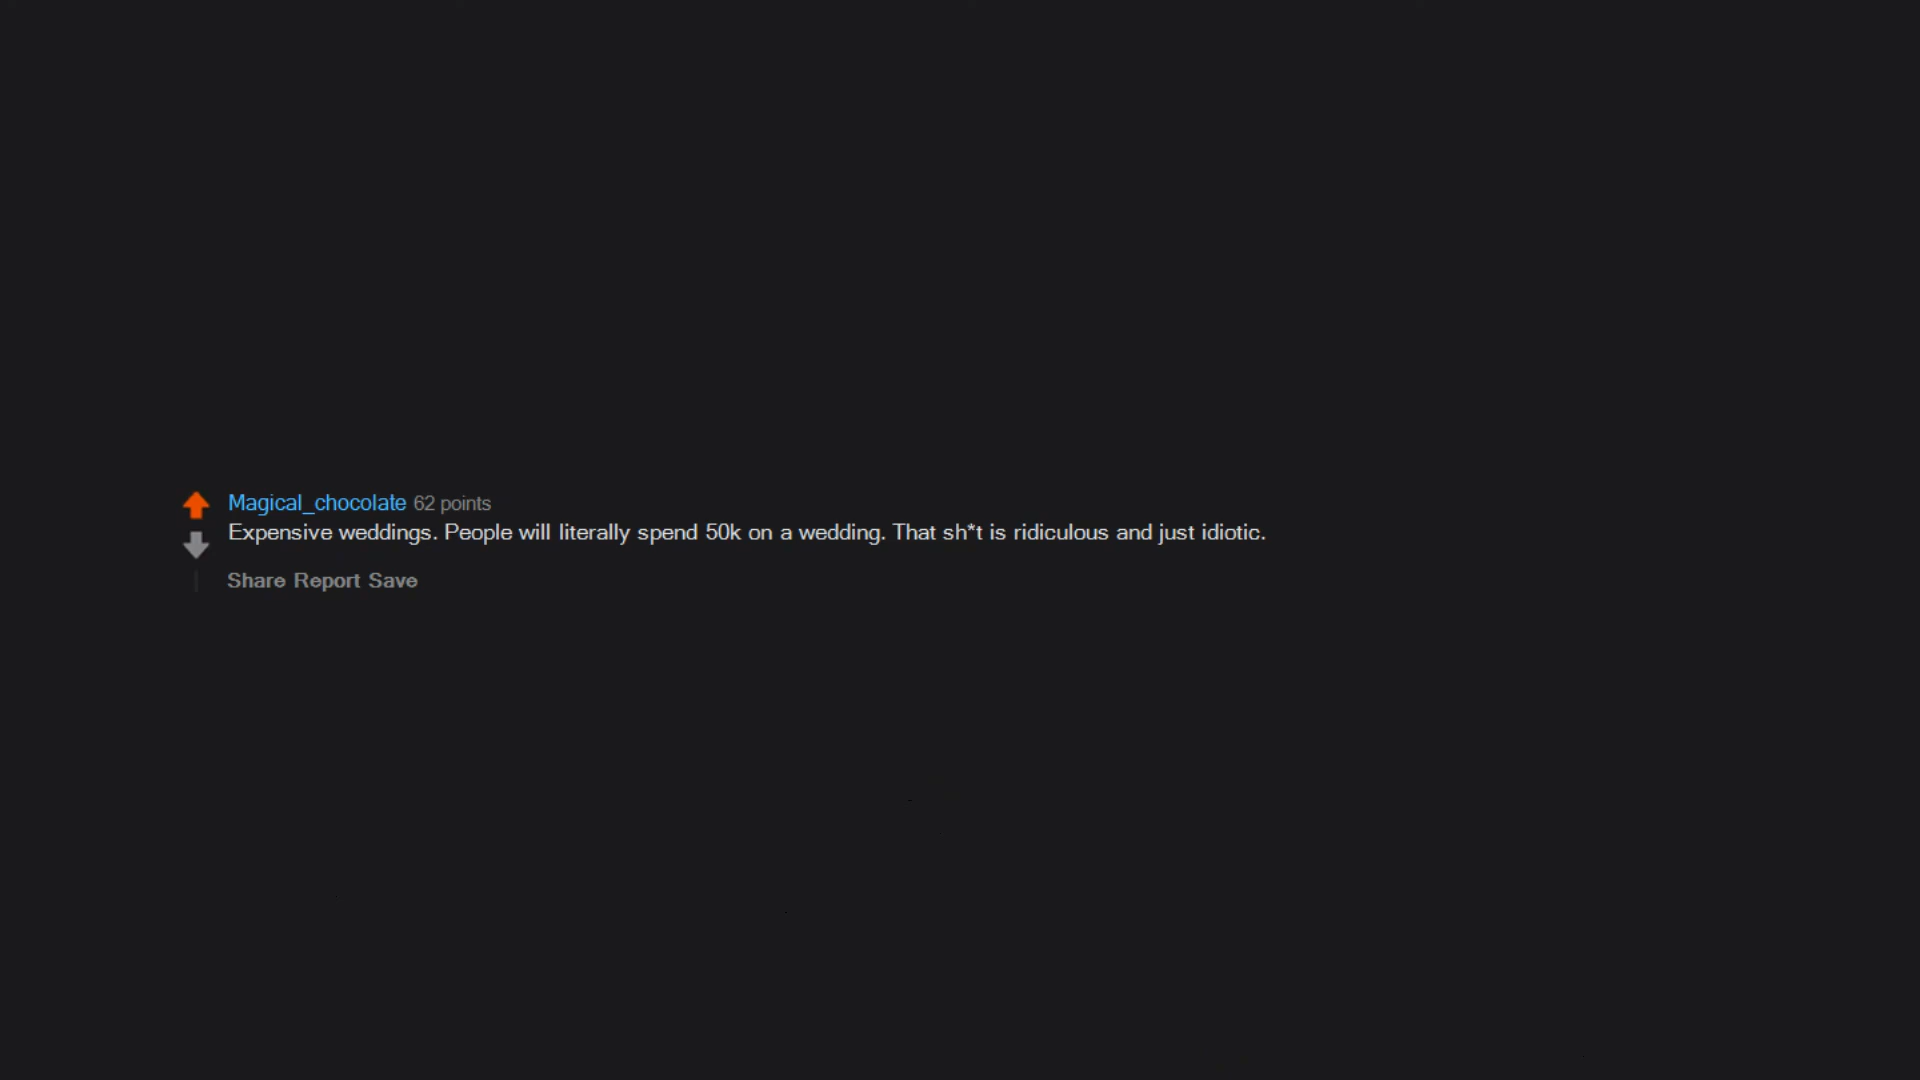 Magical_chocolate 62 points
Expensive weddings. People will literally spend 50k on a wedding. That sh*t is ridiculous and just idiotic.
Share Report Save